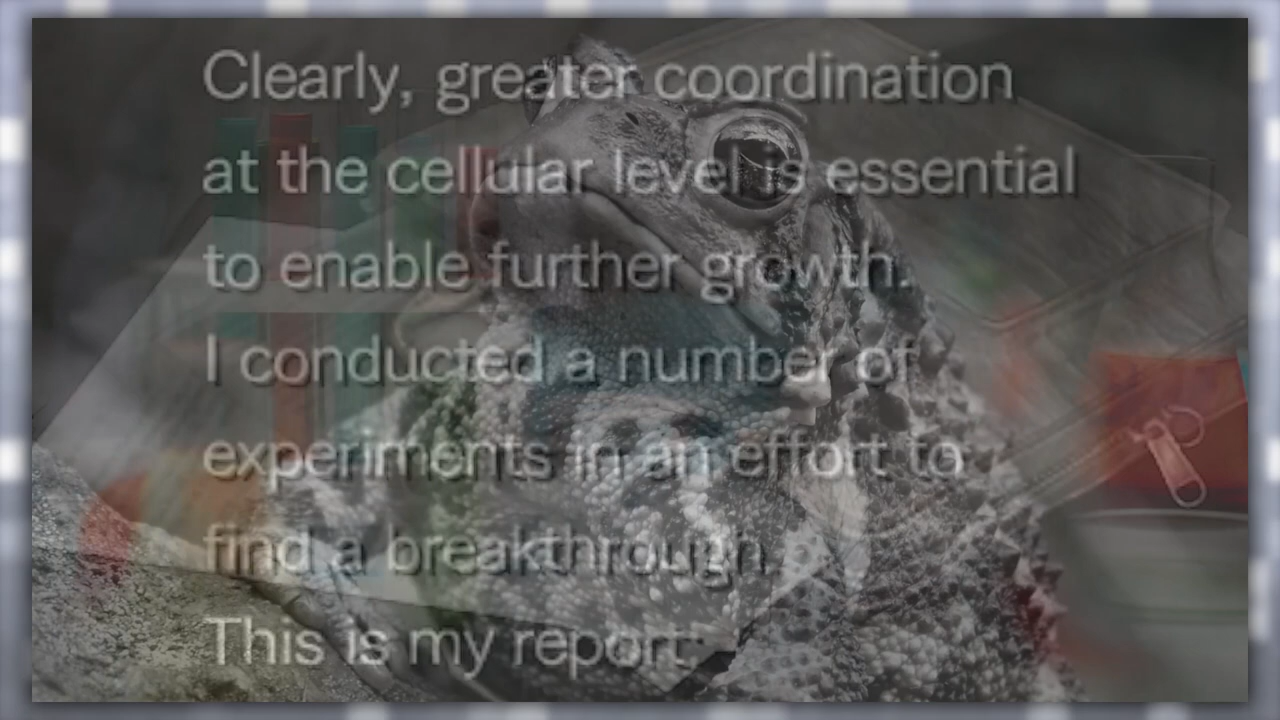 Clearly, greater coordination
at the cellular level is essential
to enable further growth.
I conducted a number of
experiments in an effort to
find a breakthrough.
This is my report: